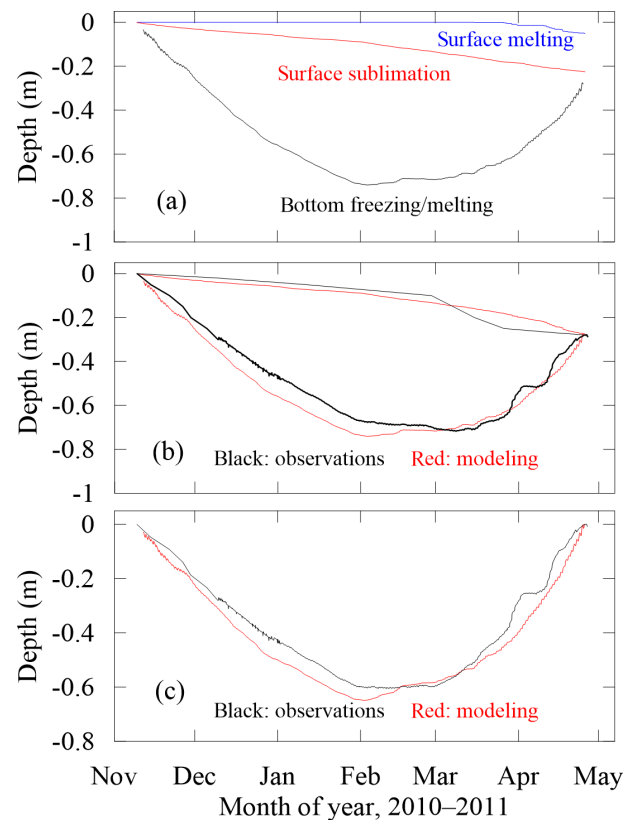 0
Surface melting
-0.2
Surface sublimation
-0.4
Depth (m)
-0.6
-0.8
(a)
Bottom freezing/melting
-1
0
-0.2
-0.4
Depth (m)
-0.6
(b)
Black: observations Red: modeling
-0.8
-1
0
-0.2
Depth (m)
-0.4
-0.6
(c)
Black: observations Red: modeling
-0.8
Nov Dec Jan Feb Mar Apr May
Month of year, 2010–2011